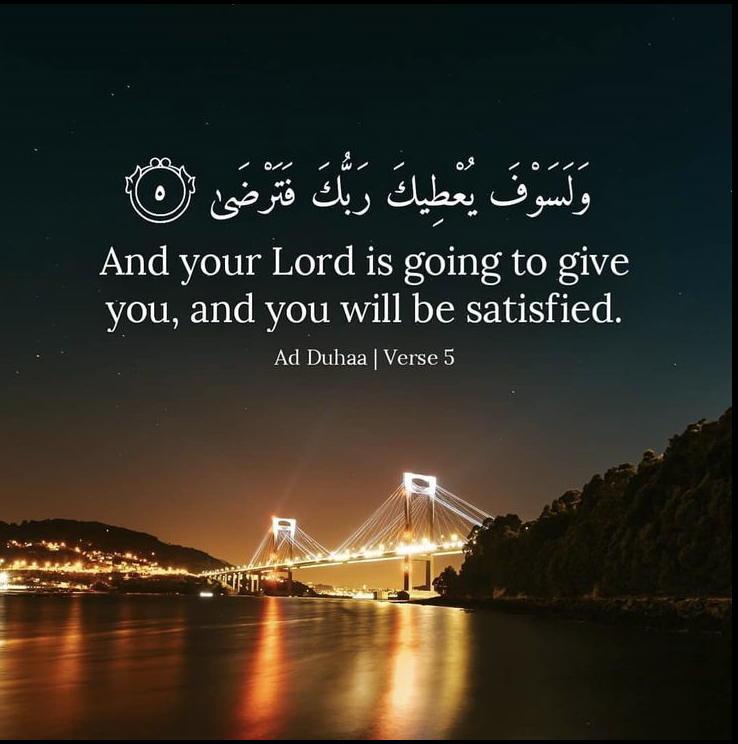 وَلَسَوْفَ يُعْطِيكَ رَبُّكَ فَتَرْضَىٰ ٥
And your Lord is going to give
you, and you will be satisfied.
Ad Duhaa | Verse 5